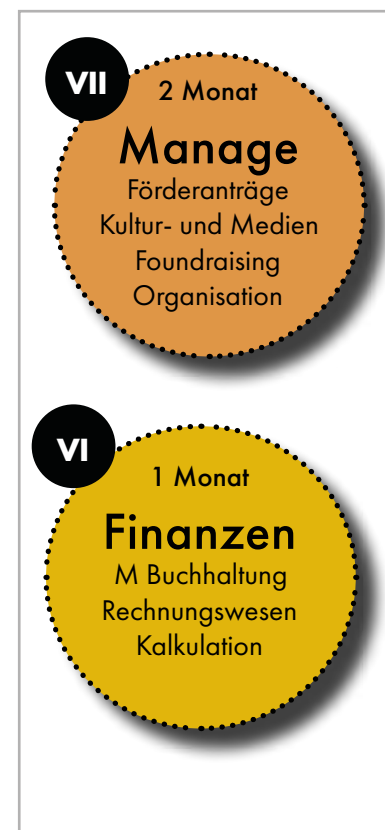 VII
2 Monat
Manage
Förderanträge
Kultur- und Medien
Foundraising
Organisation
VI
1 Monat
Finanzen
M Buchhaltung
Rechnungswesen
Kalkulation